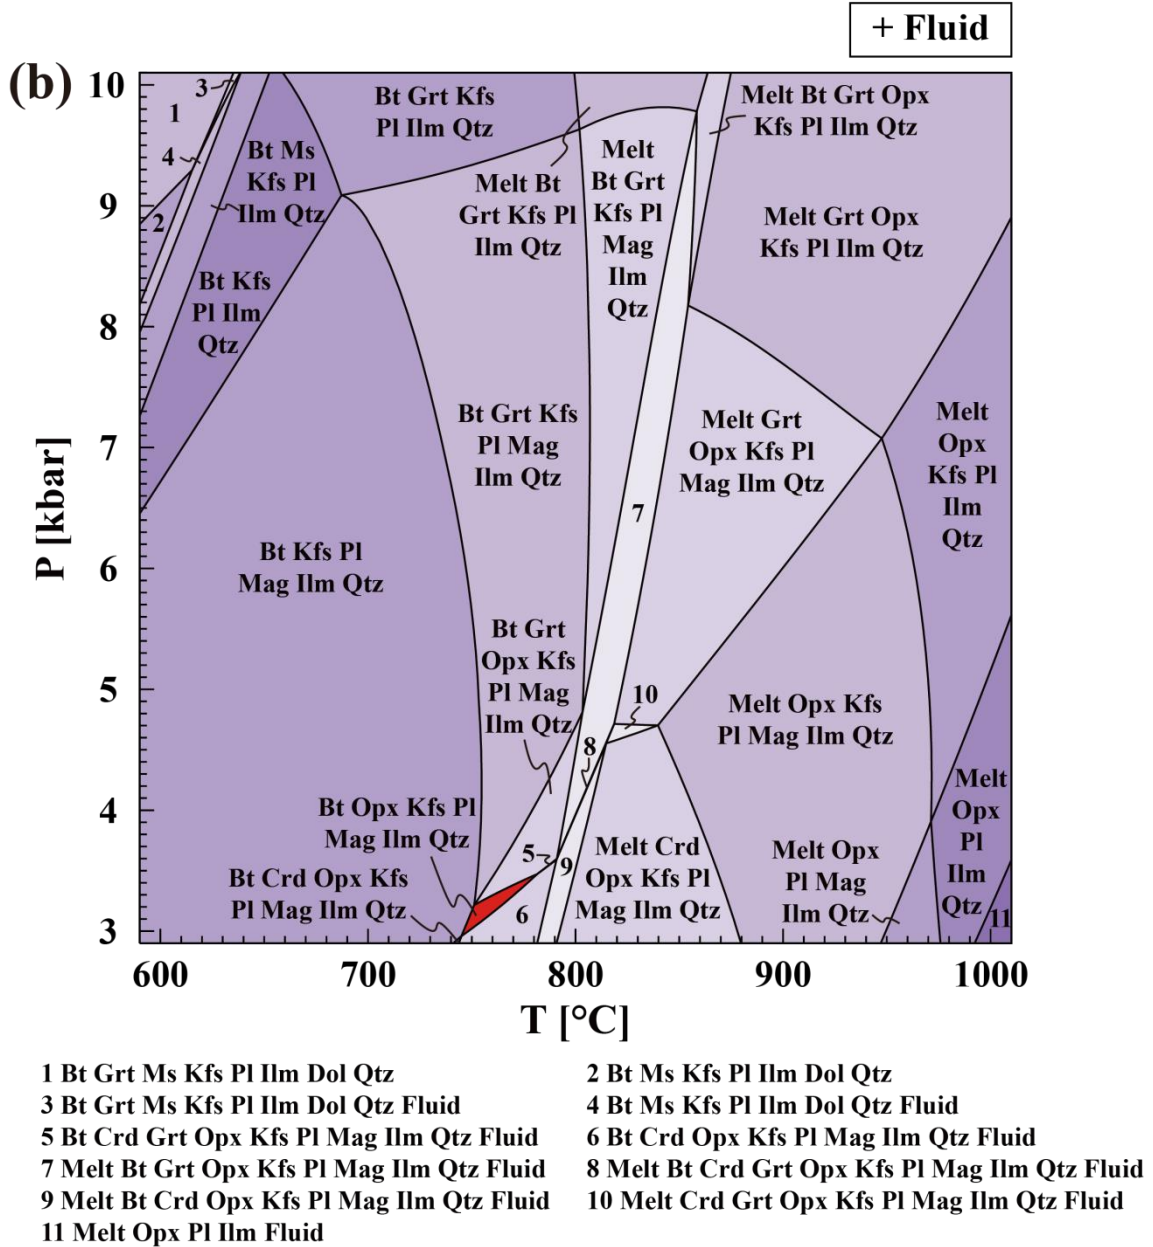 + Fluid
(b)
10
9
8
7
6
5
4
3
P [kbar]
600
700
800
900
1000
T [°C]
1
3
4
2
Bt Ms
Kfs Pl
Ilm Qtz
Bt Kfs
Pl Ilm
Qtz
Bt Grt Kfs
Pl Ilm Qtz
Melt Bt
Grt Kfs Pl
Ilm Qtz
Melt
Bt Grt
Kfs Pl
Mag
Ilm
Qtz
Melt Bt Grt Opx
Kfs Pl Ilm Qtz
Melt Grt Opx
Kfs Pl Ilm Qtz
Bt Grt Kfs
Pl Mag
Ilm Qtz
Melt Grt
Opx Kfs Pl
Mag Ilm Qtz
Melt
Opx
Kfs Pl
Ilm
Qtz
7
Bt Kfs Pl
Mag Ilm Qtz
Bt Grt
Opx Kfs
Pl Mag
Ilm Qtz
10
8
Melt Opx Kfs
Pl Mag Ilm Qtz
Bt Opx Kfs Pl
Mag Ilm Qtz
Bt Crd Opx Kfs
Pl Mag Ilm Qtz
5
9
6
Melt Crd
Opx Kfs Pl
Mag Ilm Qtz
Melt Opx
Pl Mag
Ilm Qtz
Melt
Opx
Pl
Ilm
Qtz
11
1 Bt Grt Ms Kfs Pl Ilm Dol Qtz
2 Bt Ms Kfs Pl Ilm Dol Qtz
3 Bt Grt Ms Kfs Pl Ilm Dol Qtz Fluid
4 Bt Ms Kfs Pl Ilm Dol Qtz Fluid
5 Bt Crd Grt Opx Kfs Pl Mag Ilm Qtz Fluid
6 Bt Crd Opx Kfs Pl Mag Ilm Qtz Fluid
7 Melt Bt Grt Opx Kfs Pl Mag Ilm Qtz Fluid
8 Melt Bt Crd Grt Opx Kfs Pl Mag Ilm Qtz Fluid
9 Melt Bt Crd Opx Kfs Pl Mag Ilm Qtz Fluid
10 Melt Crd Grt Opx Kfs Pl Mag Ilm Qtz Fluid
11 Melt Opx Pl Ilm Fluid